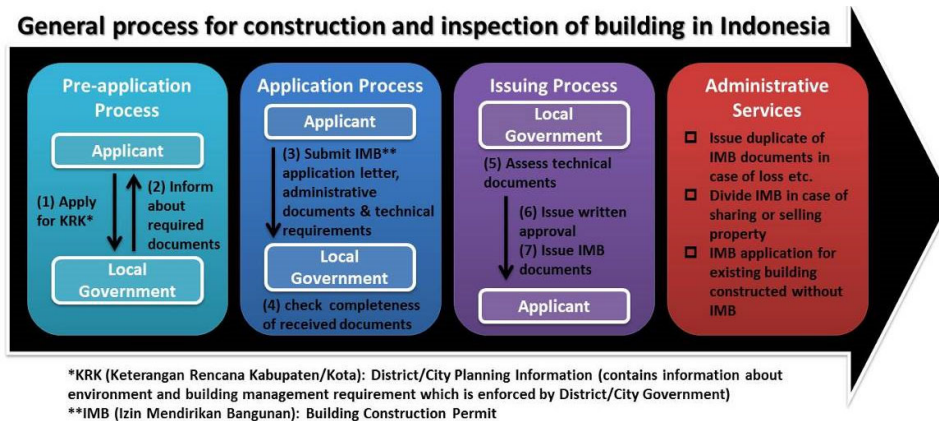 General process for construction and inspection of building in Indonesia
Pre-application
Process
Applicant
(1) Apply
for KRK*
(2) Inform
about
required
documents
Local
Government
Application Process
Applicant
(3) Submit IMB**
application letter,
administrative
documents & technical
requirements
Local
Government
(4) check completeness
of received documents
Issuing Process
Local
Government
(5) Assess technical
documents
(6) Issue written
approval
(7) Issue IMB
documents
Applicant
Administrative
Services
Issue duplicate of
IMB documents in
case of loss etc.
Divide IMB in case of
sharing or selling
property
IMB application for
existing building
constructed without
IMB
*KRK (Keterangan Rencana Kabupaten/Kota): District/City Planning Information (contains information about
environment and building management requirement which is enforced by District/City Government)
**IMB (Izin Mendirikan Bangunan): Building Construction Permit